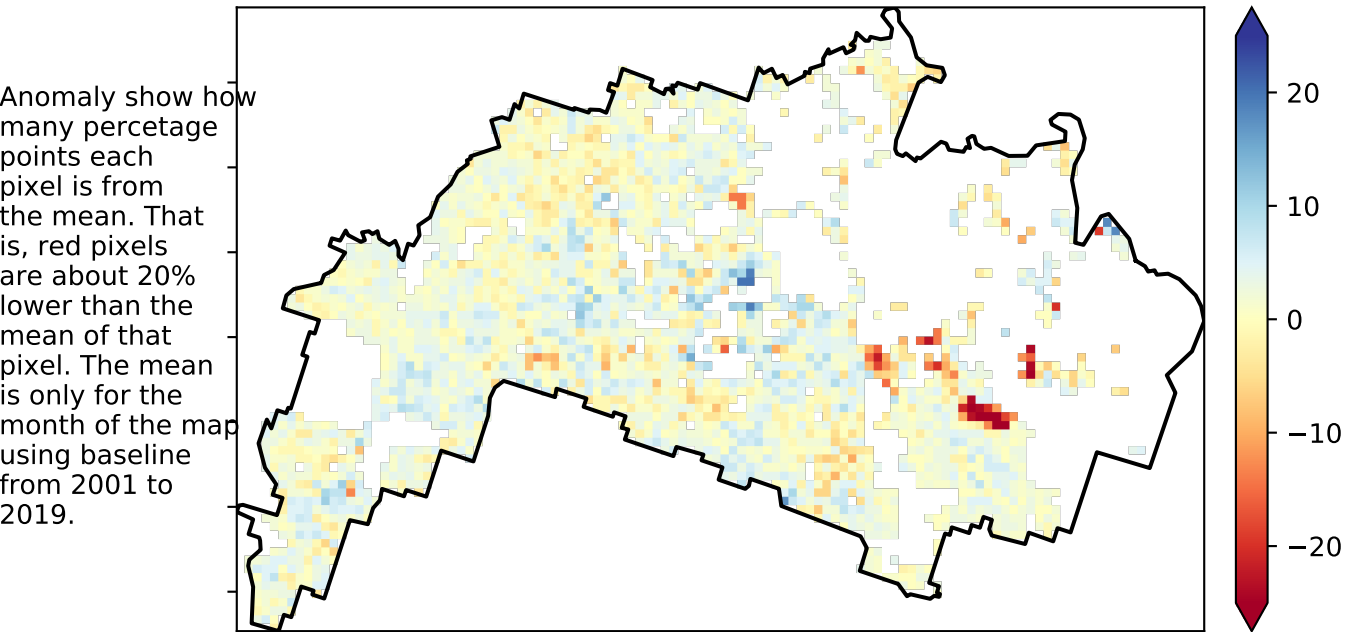 Anomaly show how
many percetage
points each
pixel is from
the mean. That
is, red pixels
are about 20%
lower than the
mean of that
pixel. The mean
is only for the
month of the map
using baseline
from 2001 to
2019.
20
10
0
−10
−20